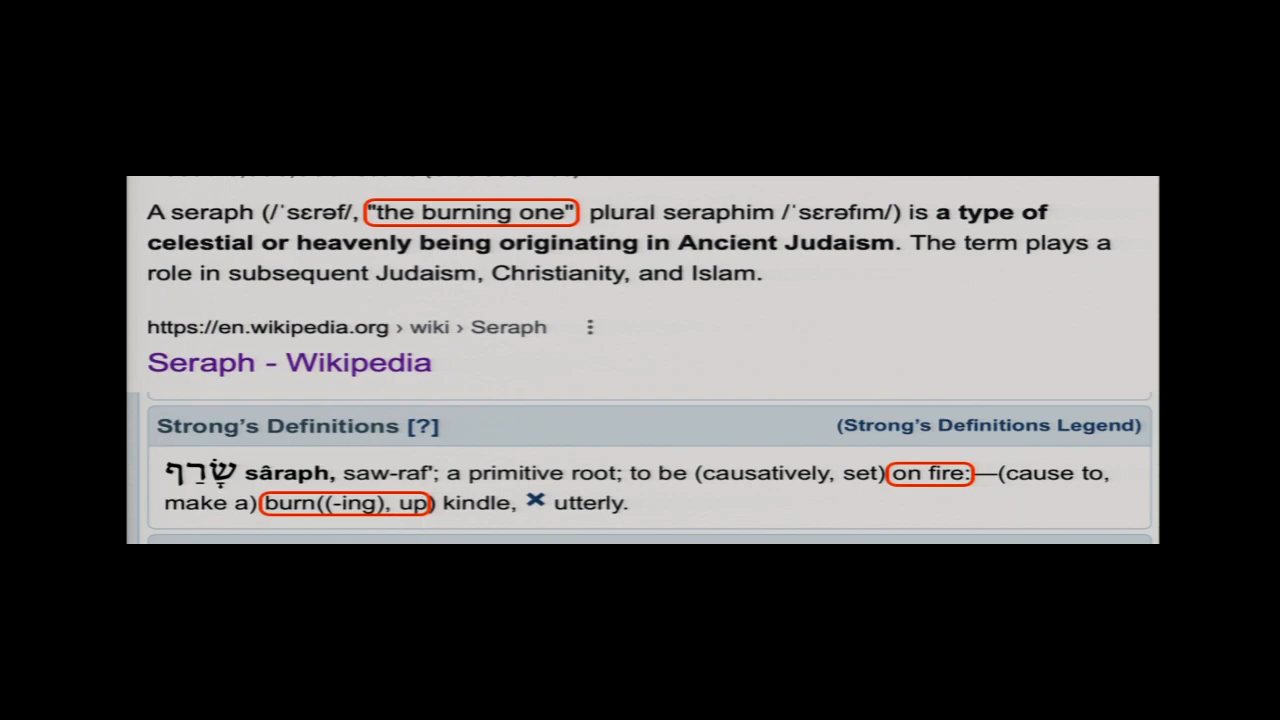 A seraph (/ˈsɛrəf/, "the burning one" plural seraphim /ˈsɛrəfɪm/) is a type of
celestial or heavenly being originating in Ancient Judaism. The term plays a
role in subsequent Judaism, Christianity, and Islam.
https://en.wikipedia.org › wiki › Seraph
Seraph - Wikipedia
Strong's Definitions [?] (Strong's Definitions Legend)
שָׂרַף sâraph, saw-raf'; a primitive root; to be (causatively, set) on fire:—(cause to,
make a) burn((-ing), up) kindle, × utterly.